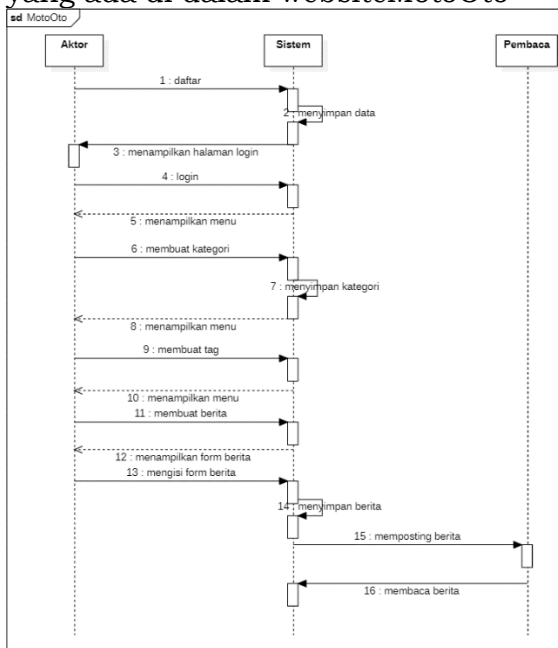 yang ada di dalam websiteMotoOto
sd MotoOto
Aktor
Sistem
Pembaca
1 : daftar
2 : menyimpan data
3 : menampilkan halaman login
4 : login
5 : menampilkan menu
6 : membuat kategori
7 : menyimpan kategori
8 : menampilkan menu
9 : membuat tag
10 : menampilkan menu
11 : membuat berita
12 : menampilkan form berita
13 : mengisi form berita
14 : menyimpan berita
15 : memposting berita
16 : membaca berita